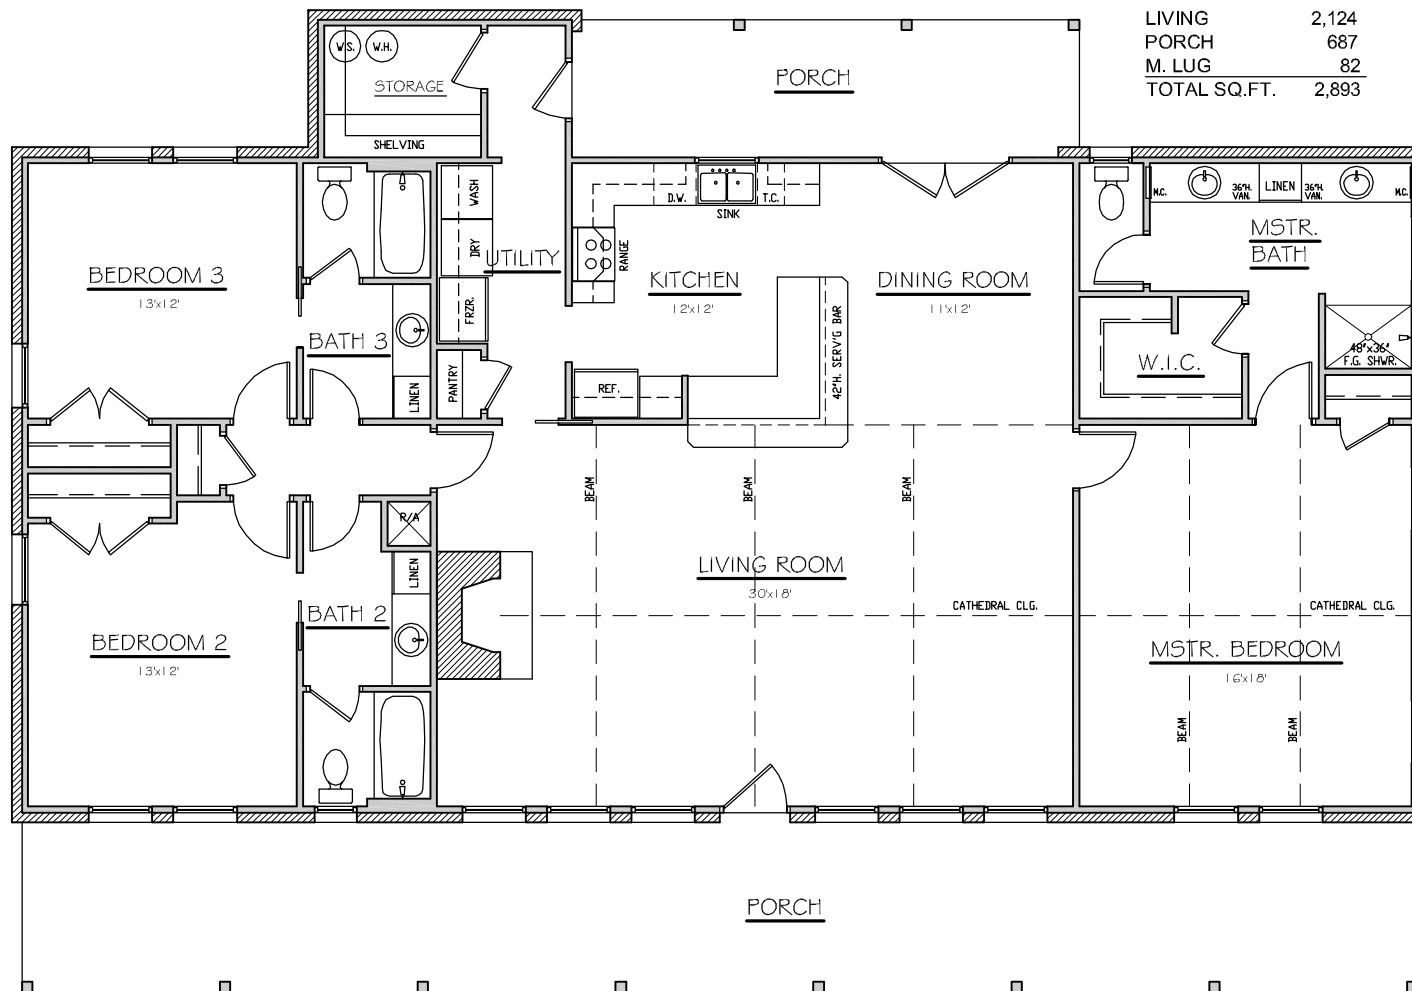 LIVING 2,124
PORCH 687
M. LUG 82
TOTAL SQ.FT. 2,893
W.S. W.H.
STORAGE
SHELVING
PORCH
BEDROOM 3
13'x12'
WASH
DRY
UTILITY
FRZR.
PANTRY
BATH 3
LINEN
D.W.
SINK
T.C.
RANGE
KITCHEN
12'x12'
REF.
42"H. SERV'G BAR
DINING ROOM
11'x12'
M.C.
36"H.
VAN.
LINEN
36"H.
VAN.
M.C.
MSTR.
BATH
W.I.C.
48"x36"
F.G. SHWR.
R/A
LINEN
BATH 2
BEDROOM 2
13'x12'
BEAM
BEAM
BEAM
LIVING ROOM
30'x18'
CATHEDRAL CLG.
CATHEDRAL CLG.
MSTR. BEDROOM
16'x18'
BEAM
BEAM
PORCH